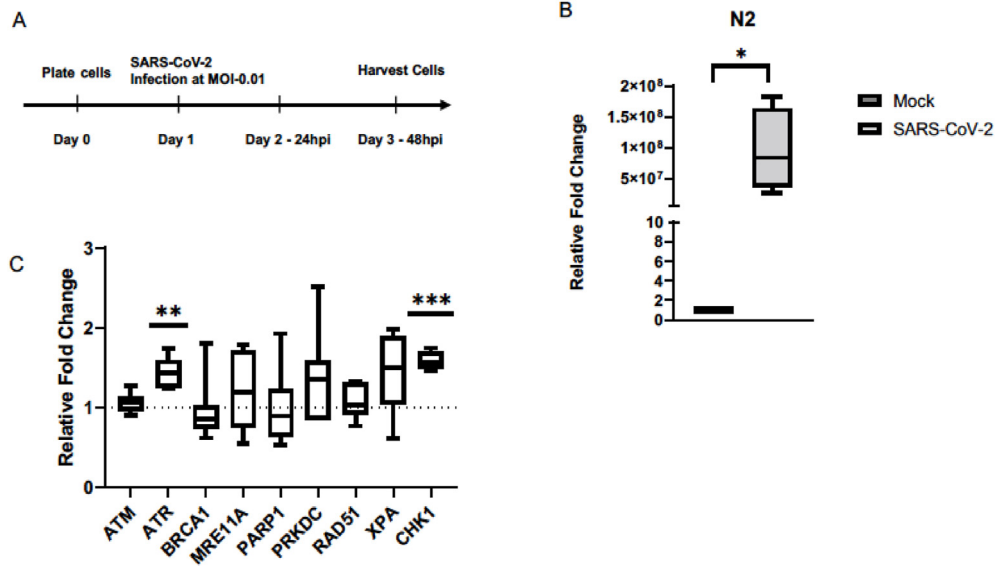 A
Plate cells
SARS-CoV-2
Infection at MOI-0.01
Harvest Cells
Day 0
Day 1
Day 2 - 24hpi
Day 3 - 48hpi
B
N2
*
Relative Fold Change
2×10⁸
1.5×10⁸
1×10⁸
5×10⁷
10
8
6
4
2
0
Mock
SARS-CoV-2
C
Relative Fold Change
3
2
1
0
**
***
ATM
ATR
BRCA1
MRE11A
PARP1
PRKDC
RAD51
XPA
CHK1